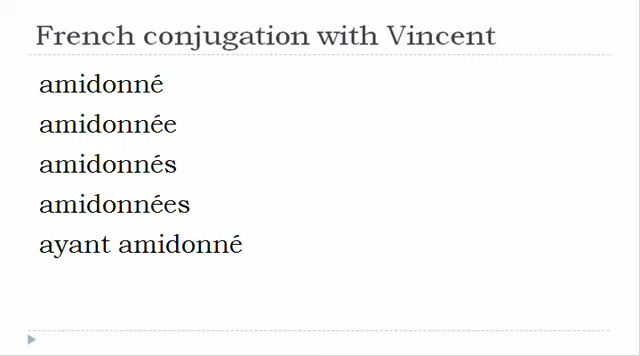 French conjugation with Vincent
amidonné
amidonnée
amidonnés
amidonnées
ayant amidonné